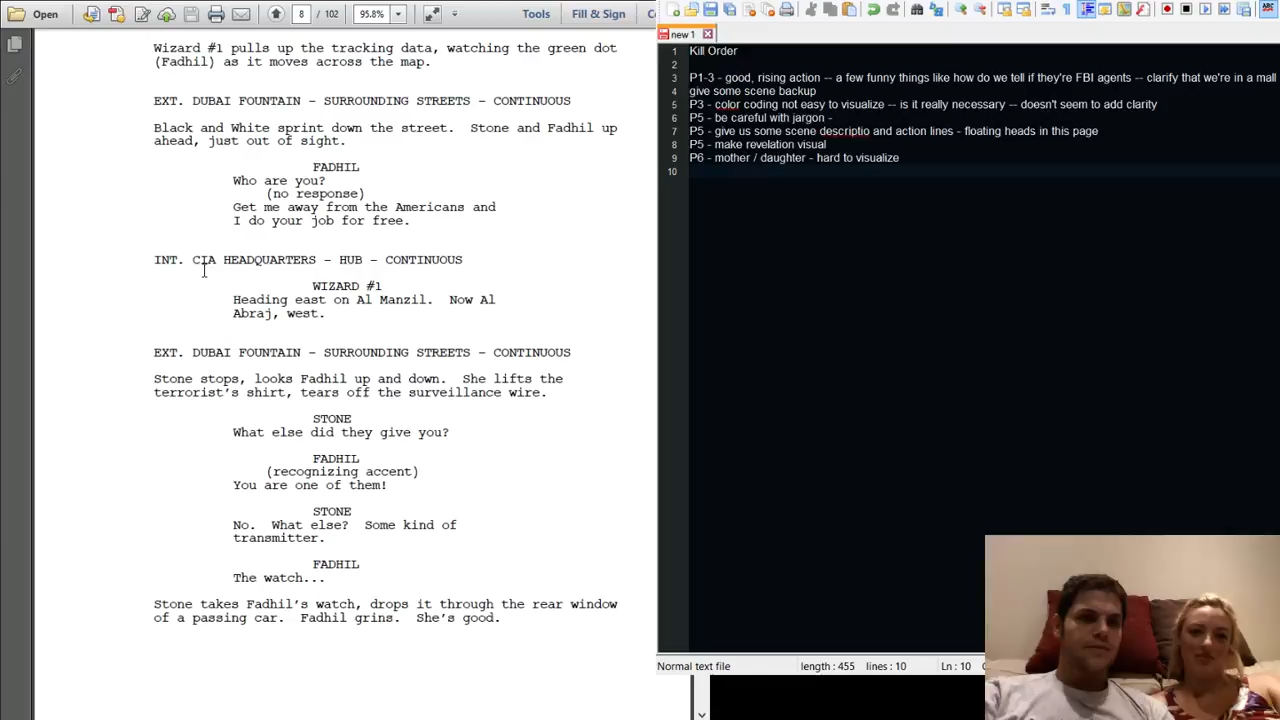 Open
8 / 102
95.8%
Tools
Fill & Sign
Wizard #1 pulls up the tracking data, watching the green dot
(Fadhil) as it moves across the map.
EXT. DUBAI FOUNTAIN – SURROUNDING STREETS – CONTINUOUS
Black and White sprint down the street. Stone and Fadhil up
ahead, just out of sight.
FADHIL
Who are you?
(no response)
Get me away from the Americans and
I do your job for free.
INT. CIA HEADQUARTERS – HUB – CONTINUOUS
WIZARD #1
Heading east on Al Manzil. Now Al
Abraj, west.
EXT. DUBAI FOUNTAIN – SURROUNDING STREETS – CONTINUOUS
Stone stops, looks Fadhil up and down. She lifts the
terrorist's shirt, tears off the surveillance wire.
STONE
What else did they give you?
FADHIL
(recognizing accent)
You are one of them!
STONE
No. What else? Some kind of
transmitter.
FADHIL
The watch...
Stone takes Fadhil's watch, drops it through the rear window
of a passing car. Fadhil grins. She's good.
new 1
1 Kill Order
2
3 P1-3 - good, rising action -- a few funny things like how do we tell if they're FBI agents -- clarify that we're in a mall
4 give some scene backup
5 P3 - color coding not easy to visualize -- is it really necessary -- doesn't seem to add clarity
6 P5 - be careful with jargon -
7 P5 - give us some scene descriptio and action lines - floating heads in this page
8 P5 - make revelation visual
9 P6 - mother / daughter - hard to visualize
10
Normal text file
length : 455
lines : 10
Ln : 10